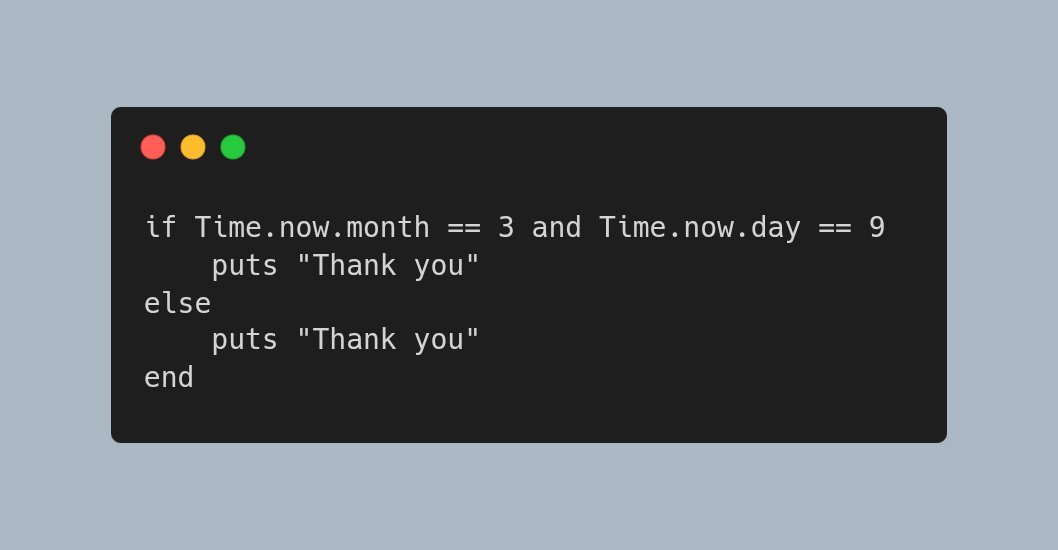 if Time.now.month == 3 and Time.now.day == 9
    puts "Thank you"
else
    puts "Thank you"
end